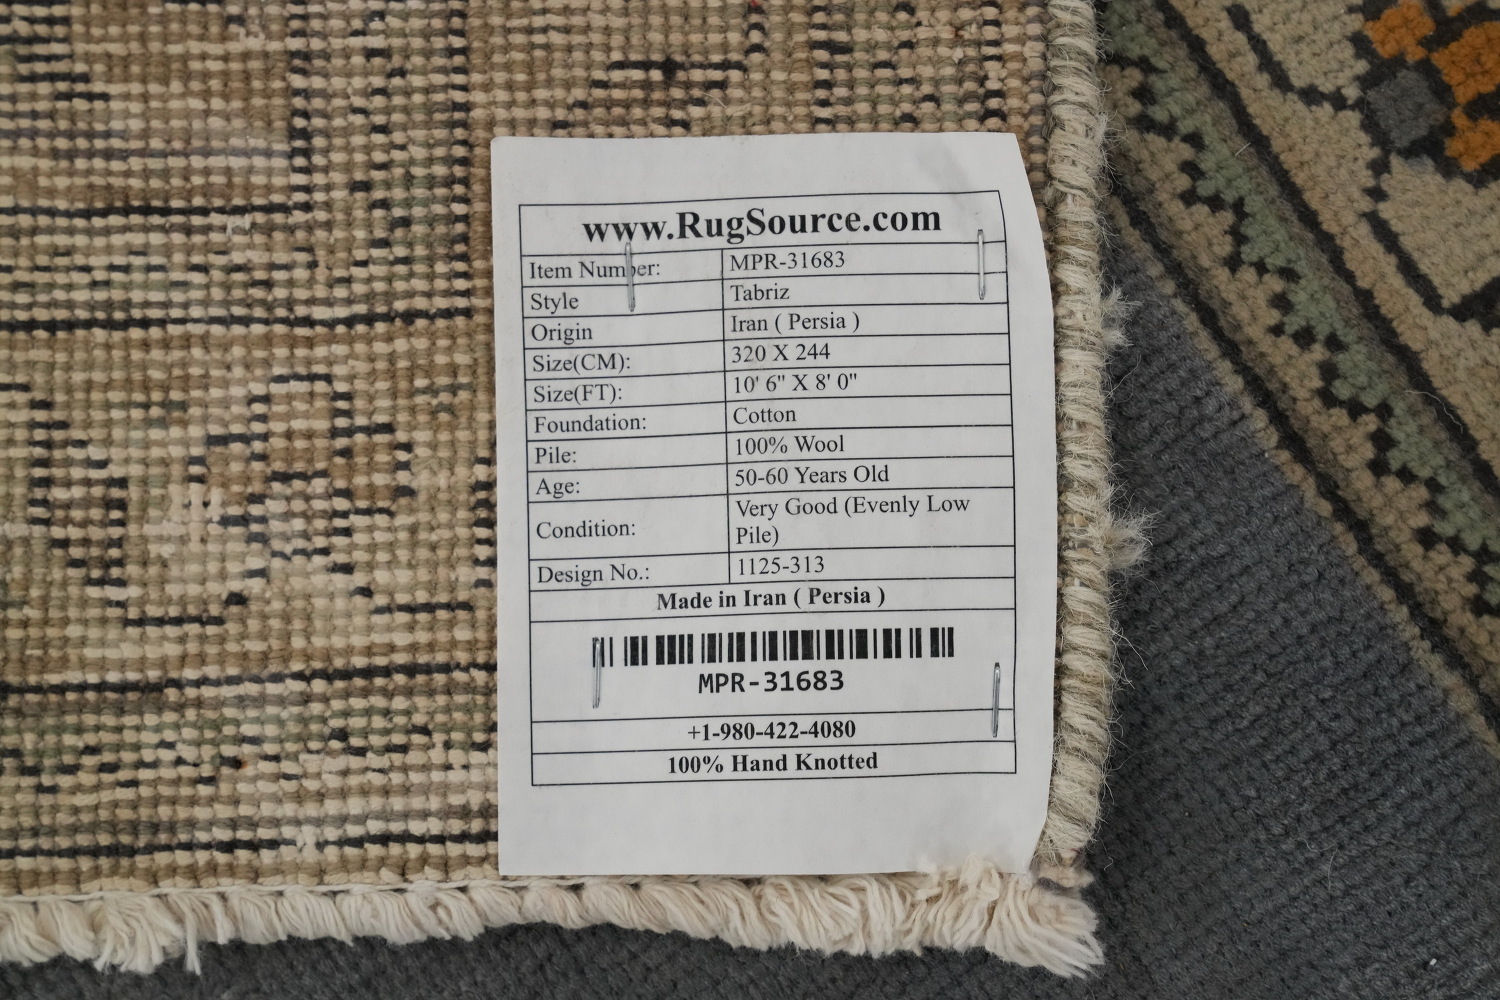 www.RugSource.com
Item Number: MPR-31683
Style Tabriz
Origin Iran ( Persia )
Size(CM): 320 X 244
Size(FT): 10' 6" X 8' 0"
Foundation: Cotton
Pile: 100% Wool
Age: 50-60 Years Old
Condition: Very Good (Evenly Low
Pile)
Design No.: 1125-313
Made in Iran ( Persia )
MPR-31683
+1-980-422-4080
100% Hand Knotted